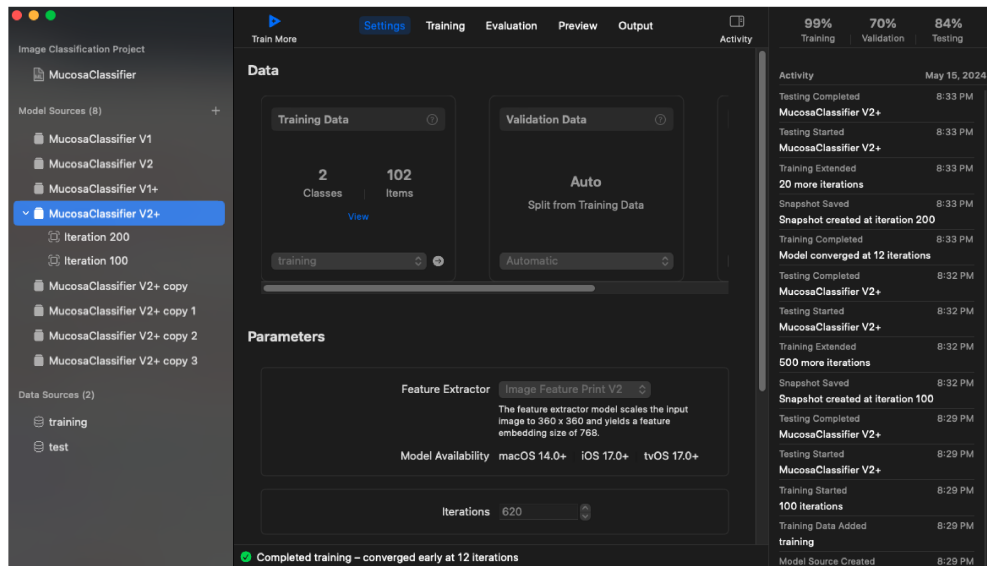 Image Classification Project
MucosaClassifier
Model Sources (8)
+
MucosaClassifier V1
MucosaClassifier V2
MucosaClassifier V1+
MucosaClassifier V2+
Iteration 200
Iteration 100
MucosaClassifier V2+ copy
MucosaClassifier V2+ copy 1
MucosaClassifier V2+ copy 2
MucosaClassifier V2+ copy 3
Data Sources (2)
training
test
Train More
Settings Training Evaluation Preview Output
Activity
Data
Training Data ?
2 102
Classes Items
View
training
Validation Data ?
Auto
Split from Training Data
Automatic
Parameters
Feature Extractor Image Feature Print V2
The feature extractor model scales the input
image to 360 x 360 and yields a feature
embedding size of 768.
Model Availability macOS 14.0+ iOS 17.0+ tvOS 17.0+
Iterations 620
Completed training – converged early at 12 iterations
99% 70% 84%
Training Validation Testing
Activity May 15, 2024
Testing Completed 8:33 PM
MucosaClassifier V2+
Testing Started 8:33 PM
MucosaClassifier V2+
Training Extended 8:33 PM
20 more iterations
Snapshot Saved 8:33 PM
Snapshot created at iteration 200
Training Completed 8:33 PM
Model converged at 12 iterations
Testing Completed 8:32 PM
MucosaClassifier V2+
Testing Started 8:32 PM
MucosaClassifier V2+
Training Extended 8:32 PM
500 more iterations
Snapshot Saved 8:32 PM
Snapshot created at iteration 100
Testing Completed 8:29 PM
MucosaClassifier V2+
Testing Started 8:29 PM
MucosaClassifier V2+
Training Started 8:29 PM
100 iterations
Training Data Added 8:29 PM
training
Model Source Created 8:29 PM